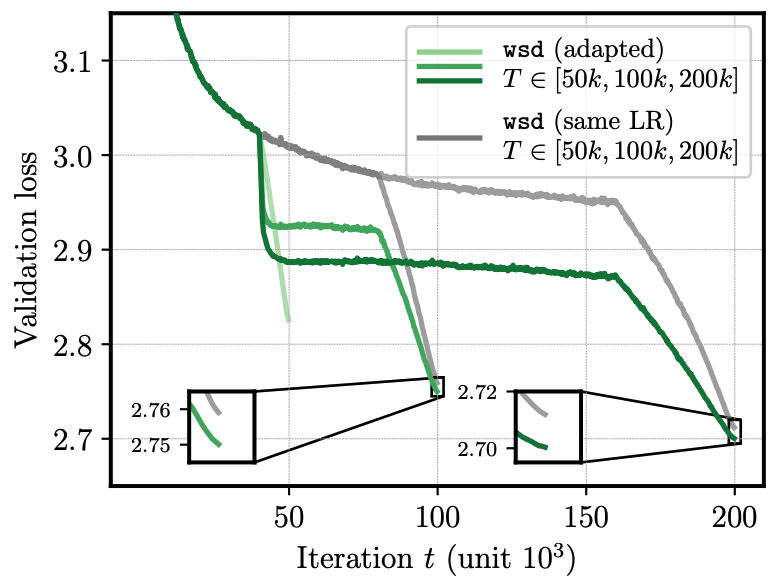 wsd (adapted)
T ∈ [50k, 100k, 200k]
wsd (same LR)
T ∈ [50k, 100k, 200k]
Validation loss
3.1
3.0
2.9
2.8
2.7
2.76
2.75
2.72
2.70
50
100
150
200
Iteration t (unit 10³)